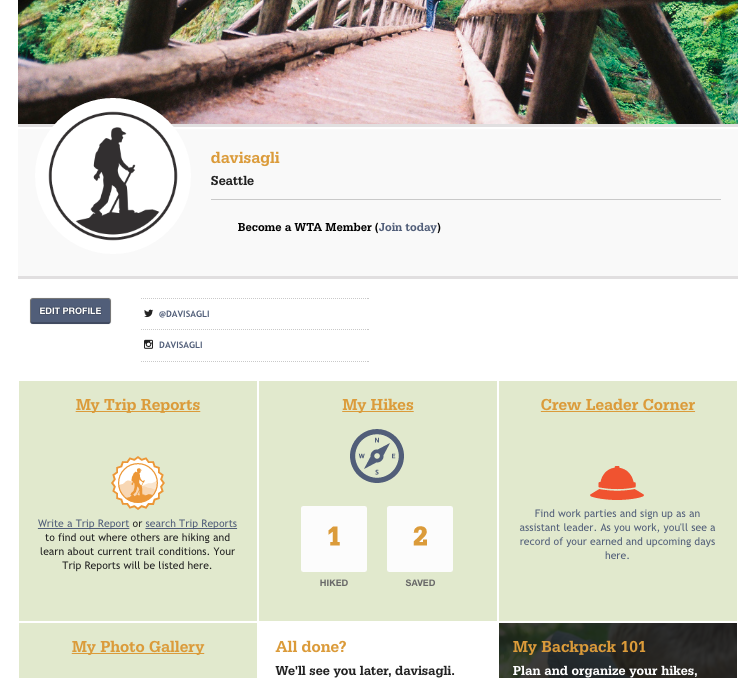 davisagli
Seattle
Become a WTA Member (Join today)
EDIT PROFILE
@DAVISAGLI
DAVISAGLI
My Trip Reports
Write a Trip Report or search Trip Reports
to find out where others are hiking and
learn about current trail conditions. Your
Trip Reports will be listed here.
My Hikes
N
W E
S
1 2
HIKED SAVED
Crew Leader Corner
Find work parties and sign up as an
assistant leader. As you work, you'll see a
record of your earned and upcoming days
here.
My Photo Gallery
All done?
We'll see you later, davisagli.
My Backpack 101
Plan and organize your hikes,